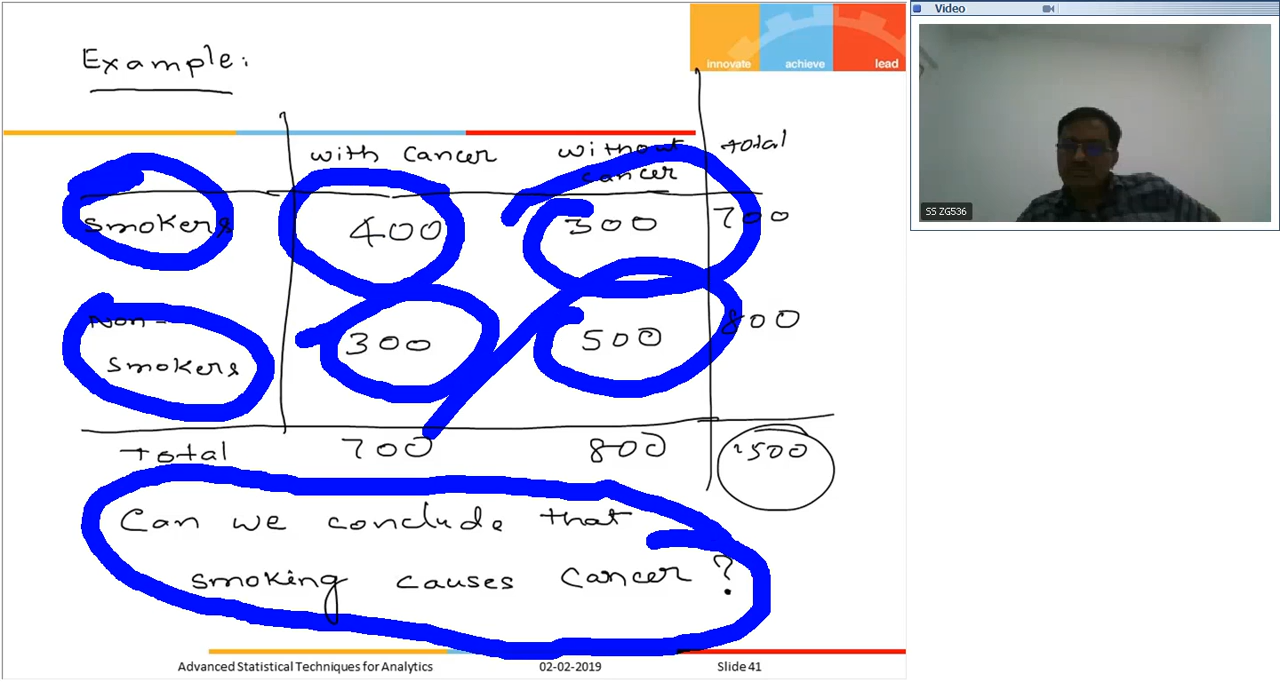 Video
Example:
innovate achieve lead
with cancer without cancer total
Smokers 400 300 700
Non-
smokers 300 500 800
Total 700 800 1500
Can we conclude that
smoking causes cancer ?
SS ZG536
Advanced Statistical Techniques for Analytics 02-02-2019 Slide 41